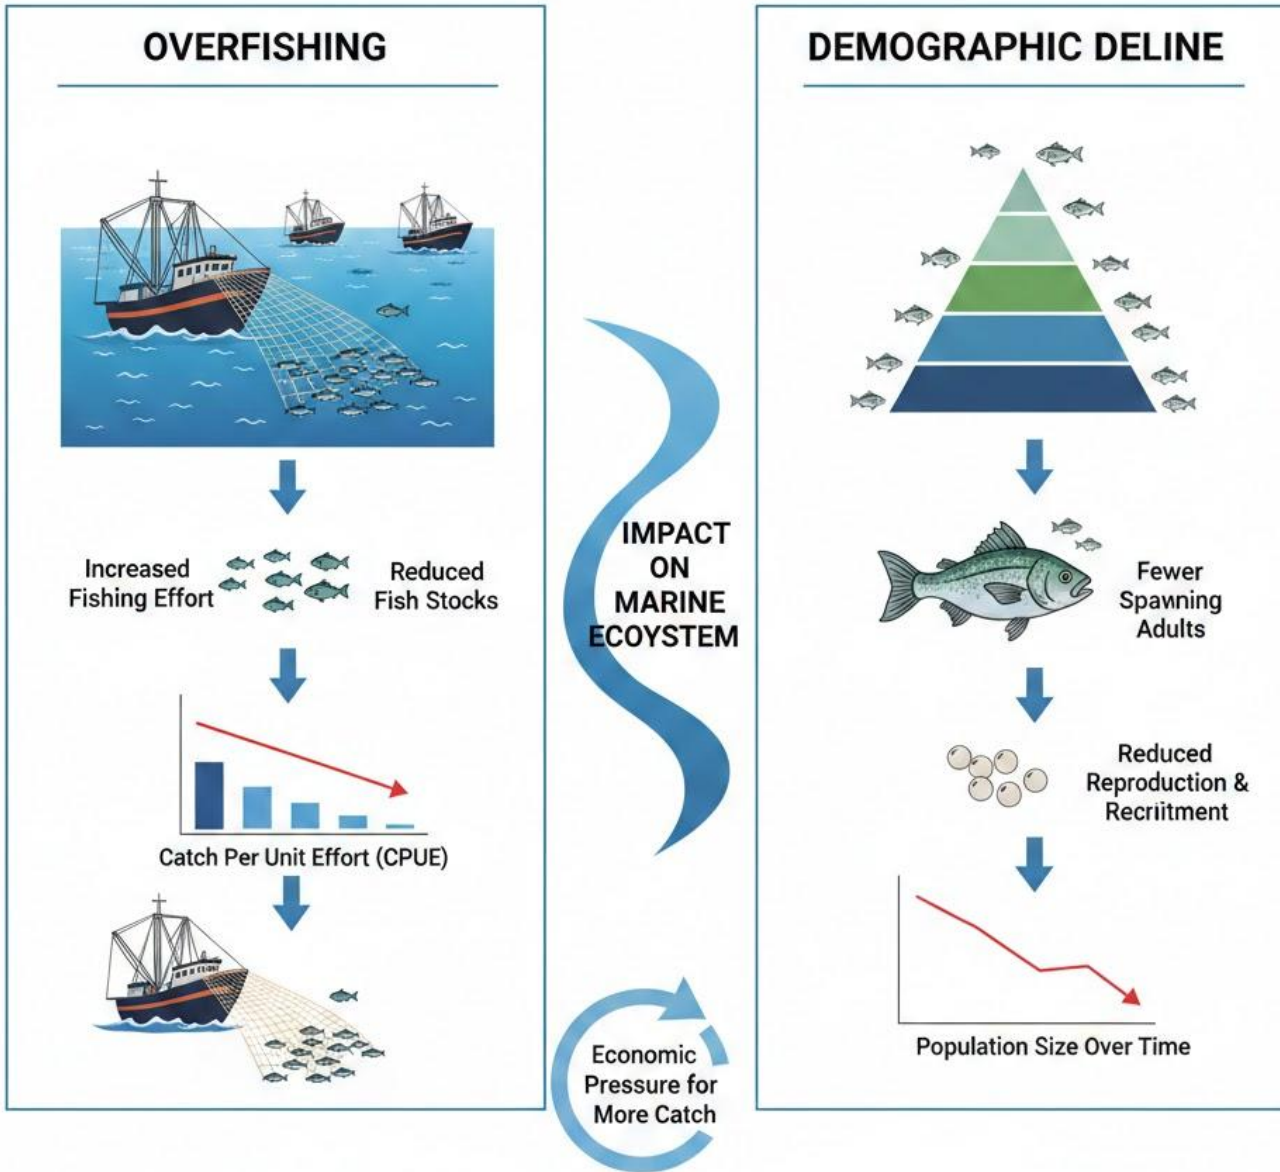 OVERFISHING
Increased
Fishing Effort
Reduced
Fish Stocks
Catch Per Unit Effort (CPUE)
IMPACT
ON
MARINE
ECOYSTEM
Economic
Pressure for
More Catch
DEMOGRAPHIC DELINE
Fewer
Spawning
Adults
Reduced
Reproduction &
Recriitment
Population Size Over Time